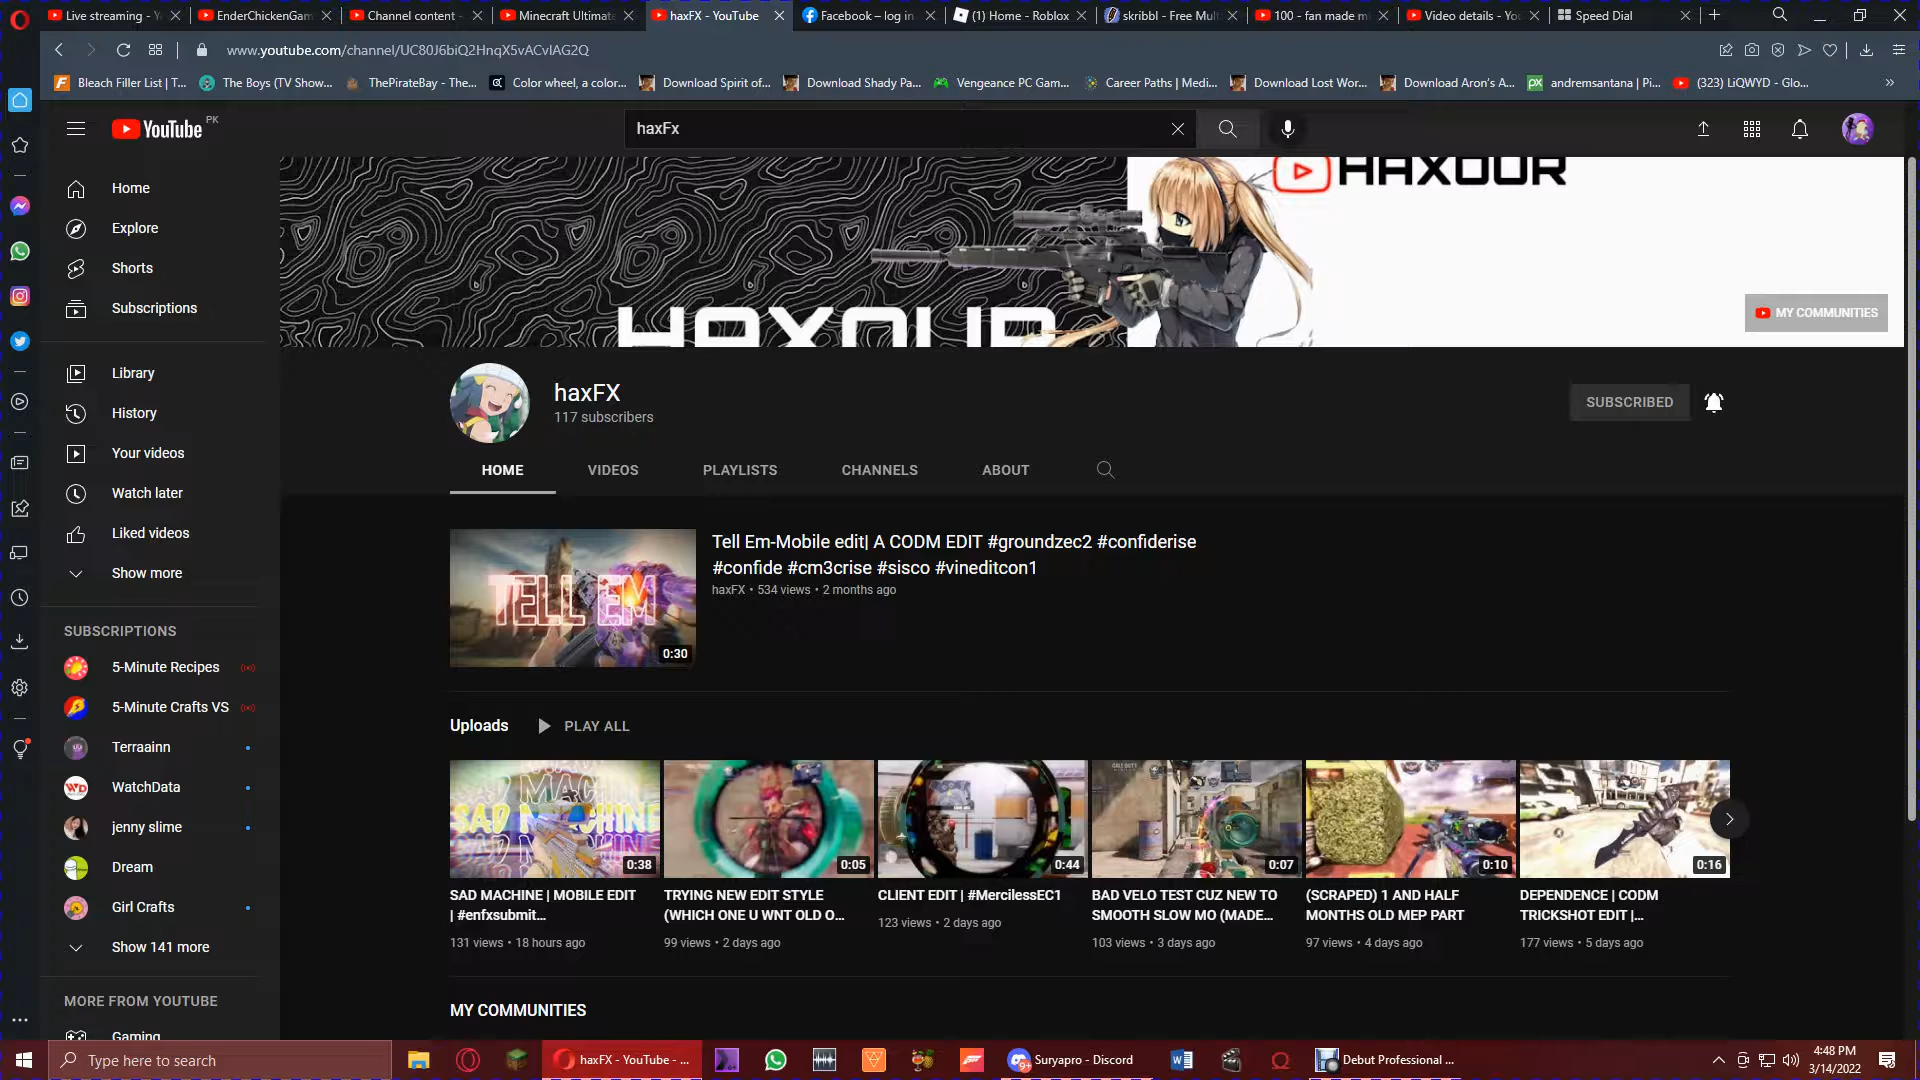 Live streaming - Y
EnderChickenGam
Channel content -
Minecraft Ultimate
haxFX - YouTube
Facebook – log in
(1) Home - Roblox
skribbl - Free Mult
100 - fan made m
Video details - Yo
Speed Dial
www.youtube.com/channel/UC80J6biQ2HnqX5vACvIAG2Q
Bleach Filler List | T...
The Boys (TV Show...
ThePirateBay - The...
Color wheel, a color...
Download Spirit of...
Download Shady Pa...
Vengeance PC Gam...
Career Paths | Medi...
Download Lost Wor...
Download Aron's A...
px andremsantana | Pi...
(323) LiQWYD - Glo...
YouTube PK
haxFx
Home
Explore
Shorts
Subscriptions
Library
History
Your videos
Watch later
Liked videos
Show more
SUBSCRIPTIONS
5-Minute Recipes
5-Minute Crafts VS
Terraainn
WatchData
jenny slime
Dream
Girl Crafts
Show 141 more
MORE FROM YOUTUBE
Gaming
HAXOUR
HAXOUR
MY COMMUNITIES
haxFX
117 subscribers
SUBSCRIBED
HOME
VIDEOS
PLAYLISTS
CHANNELS
ABOUT
TELL EM
0:30
Tell Em-Mobile edit| A CODM EDIT #groundzec2 #confiderise
#confide #cm3crise #sisco #vineditcon1
haxFX • 534 views • 2 months ago
Uploads
PLAY ALL
SAD MACHINE
0:38
SAD MACHINE | MOBILE EDIT
| #enfxsubmit...
131 views • 18 hours ago
0:05
TRYING NEW EDIT STYLE
(WHICH ONE U WNT OLD O...
99 views • 2 days ago
0:44
CLIENT EDIT | #MercilessEC1
123 views • 2 days ago
0:07
BAD VELO TEST CUZ NEW TO
SMOOTH SLOW MO (MADE...
103 views • 3 days ago
0:10
(SCRAPED) 1 AND HALF
MONTHS OLD MEP PART
97 views • 4 days ago
0:16
DEPENDENCE | CODM
TRICKSHOT EDIT |...
177 views • 5 days ago
MY COMMUNITIES
Type here to search
haxFX - YouTube - ...
Suryapro - Discord
Debut Professional ...
4:48 PM
3/14/2022